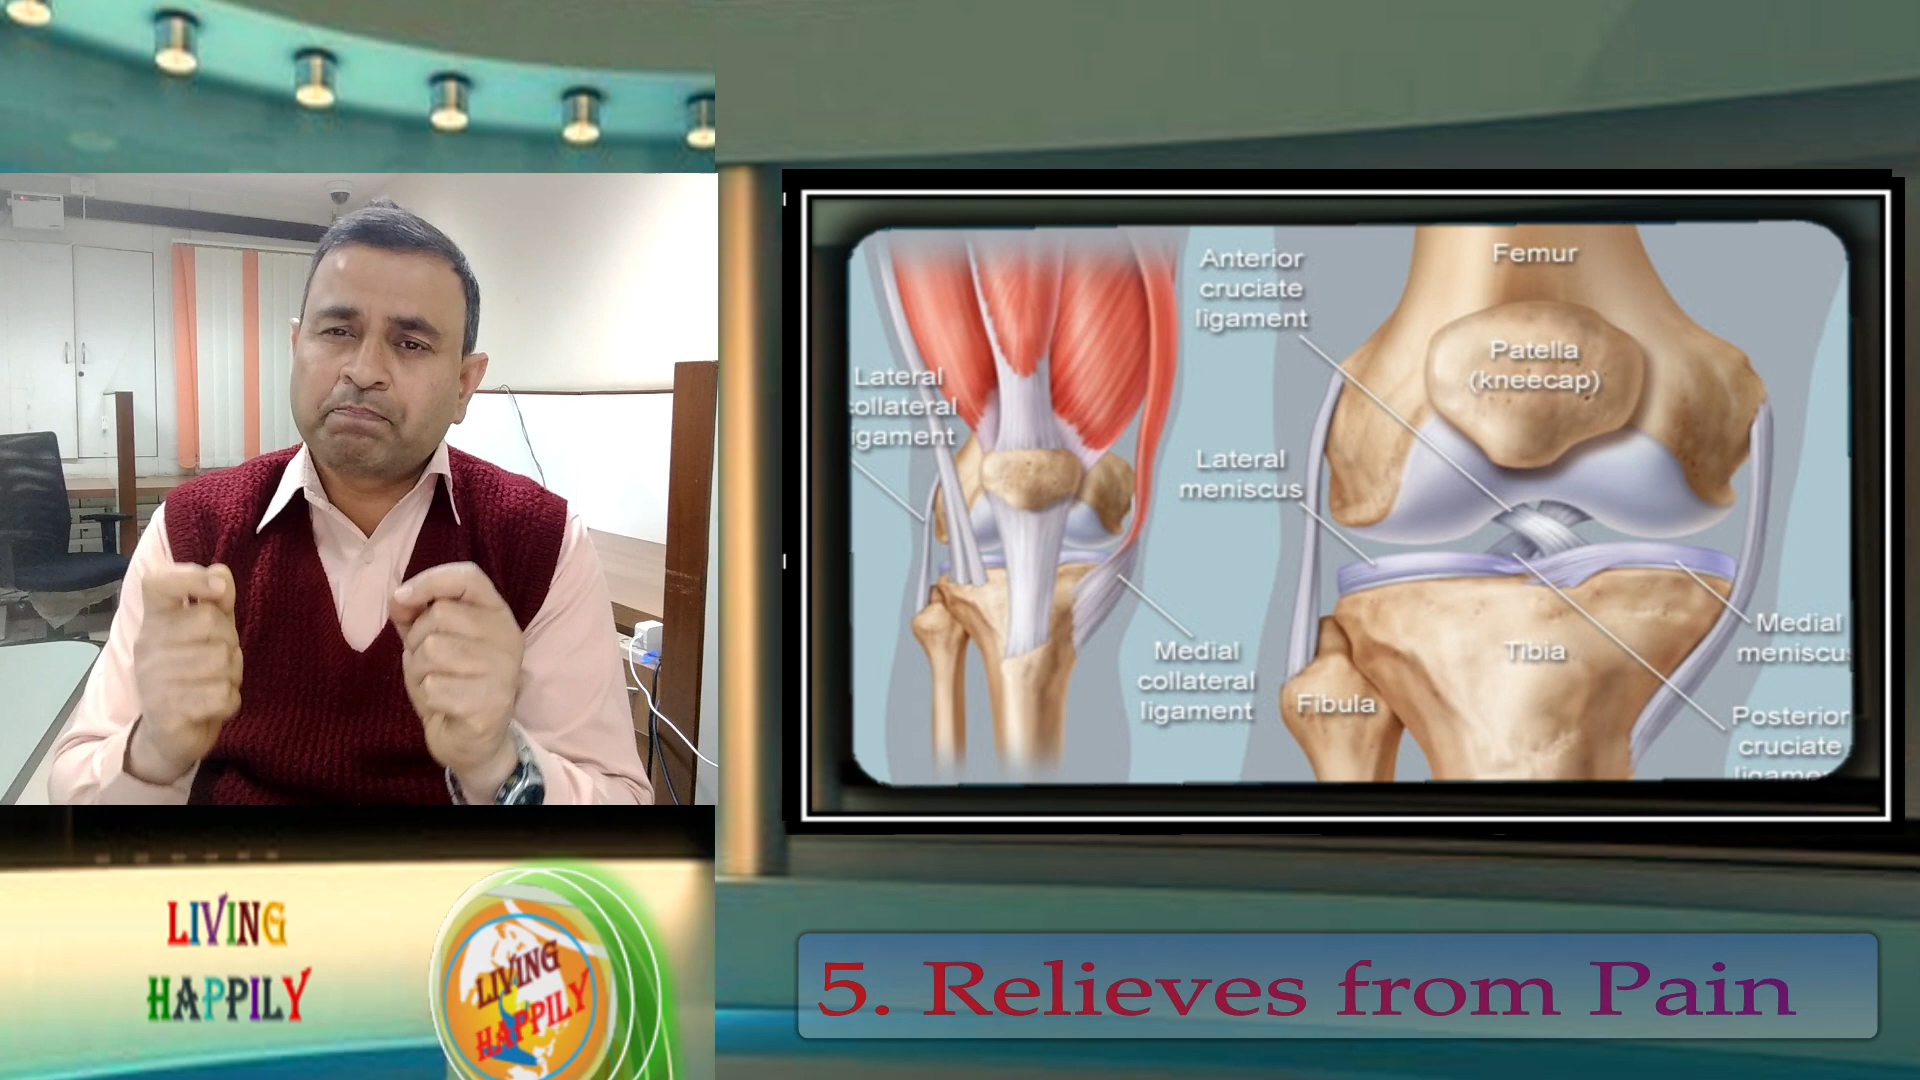 Anterior
cruciate
ligament
Femur
Patella
(kneecap)
Lateral
ollateral
igament
Lateral
meniscus
Medial
collateral
ligament
Fibula
Tibia
Medial
meniscu
Posterior
cruciate
ligame
LIVING
HAPPILY
LIVING
HAPPILY
5. Relieves from Pain